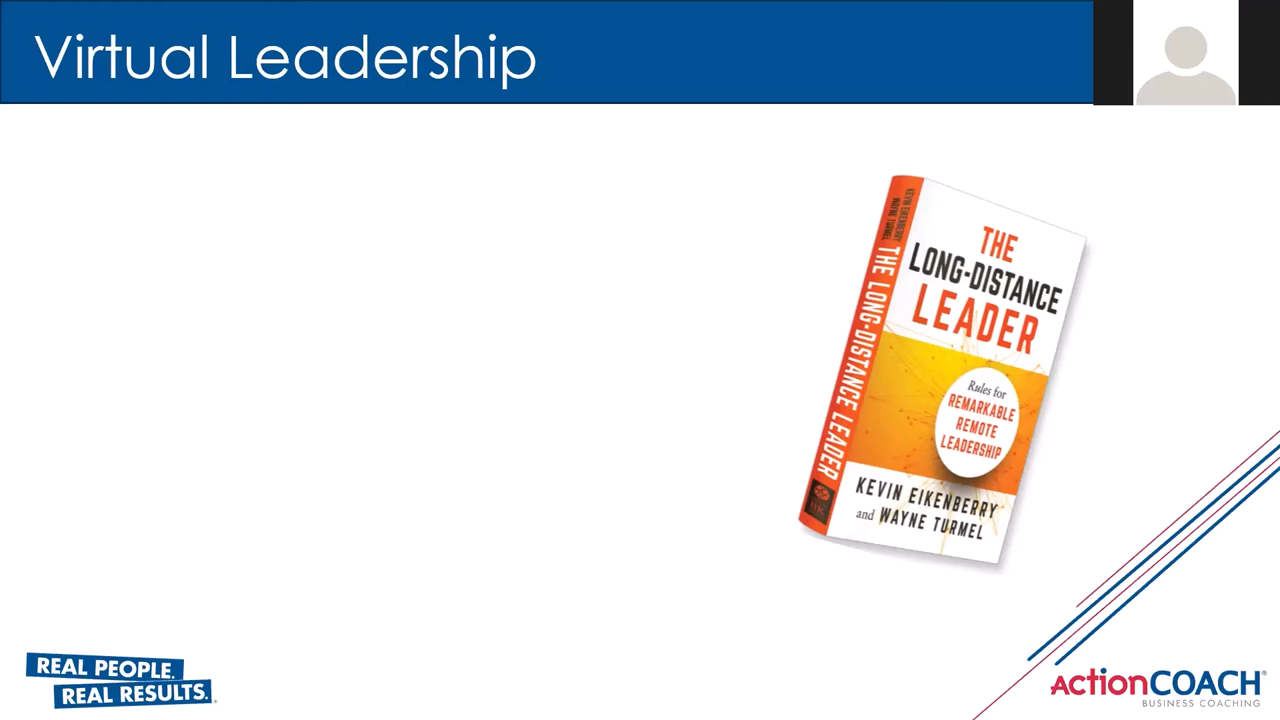 Virtual Leadership
KEVIN EIKENBERRY
WAYNE TURMEL
THE LONG-DISTANCE LEADER
BK
THE
LONG-DISTANCE
LEADER
Rules for
REMARKABLE
REMOTE
LEADERSHIP
KEVIN EIKENBERRY
and WAYNE TURMEL
REAL PEOPLE.
REAL RESULTS.
ActionCOACH®
BUSINESS COACHING